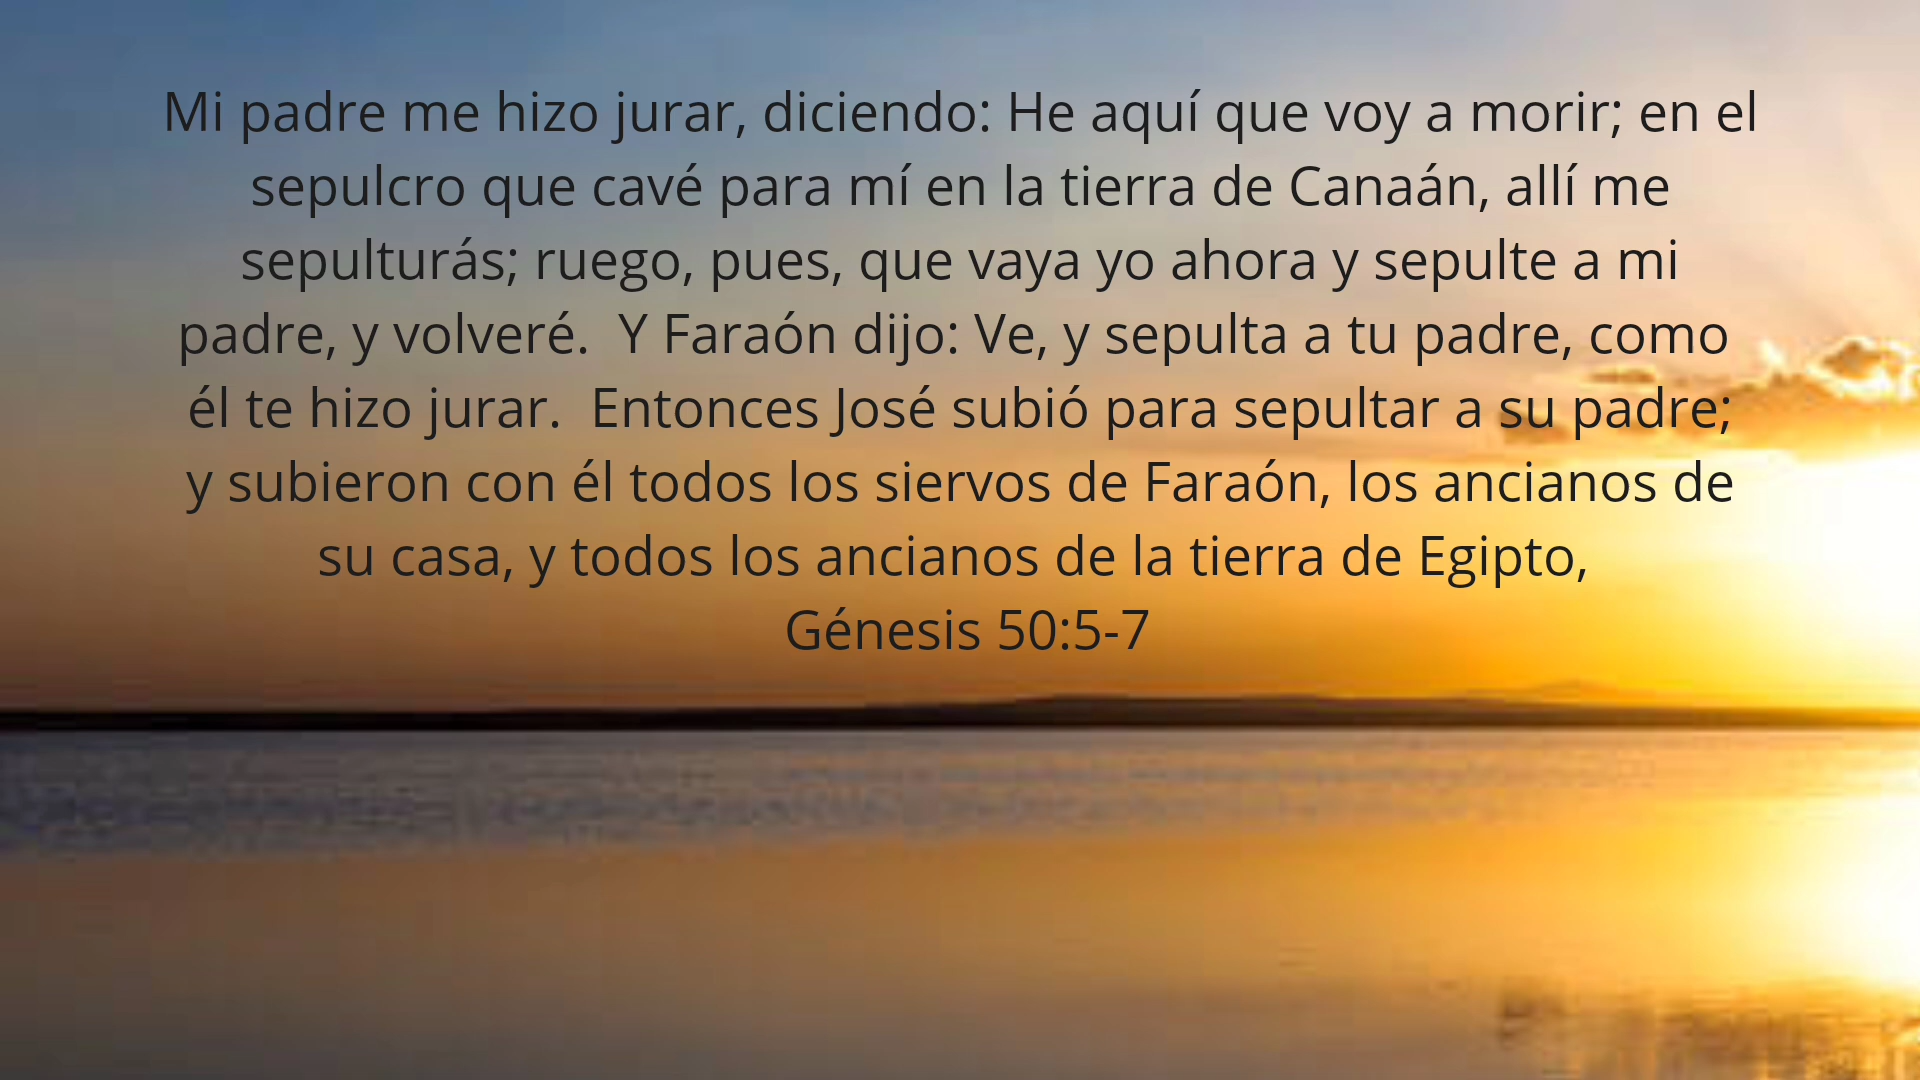 Mi padre me hizo jurar, diciendo: He aquí que voy a morir; en el
sepulcro que cavé para mí en la tierra de Canaán, allí me
sepulturás; ruego, pues, que vaya yo ahora y sepulte a mi
padre, y volveré.  Y Faraón dijo: Ve, y sepulta a tu padre, como
él te hizo jurar.  Entonces José subió para sepultar a su padre;
y subieron con él todos los siervos de Faraón, los ancianos de
su casa, y todos los ancianos de la tierra de Egipto,
Génesis 50:5-7